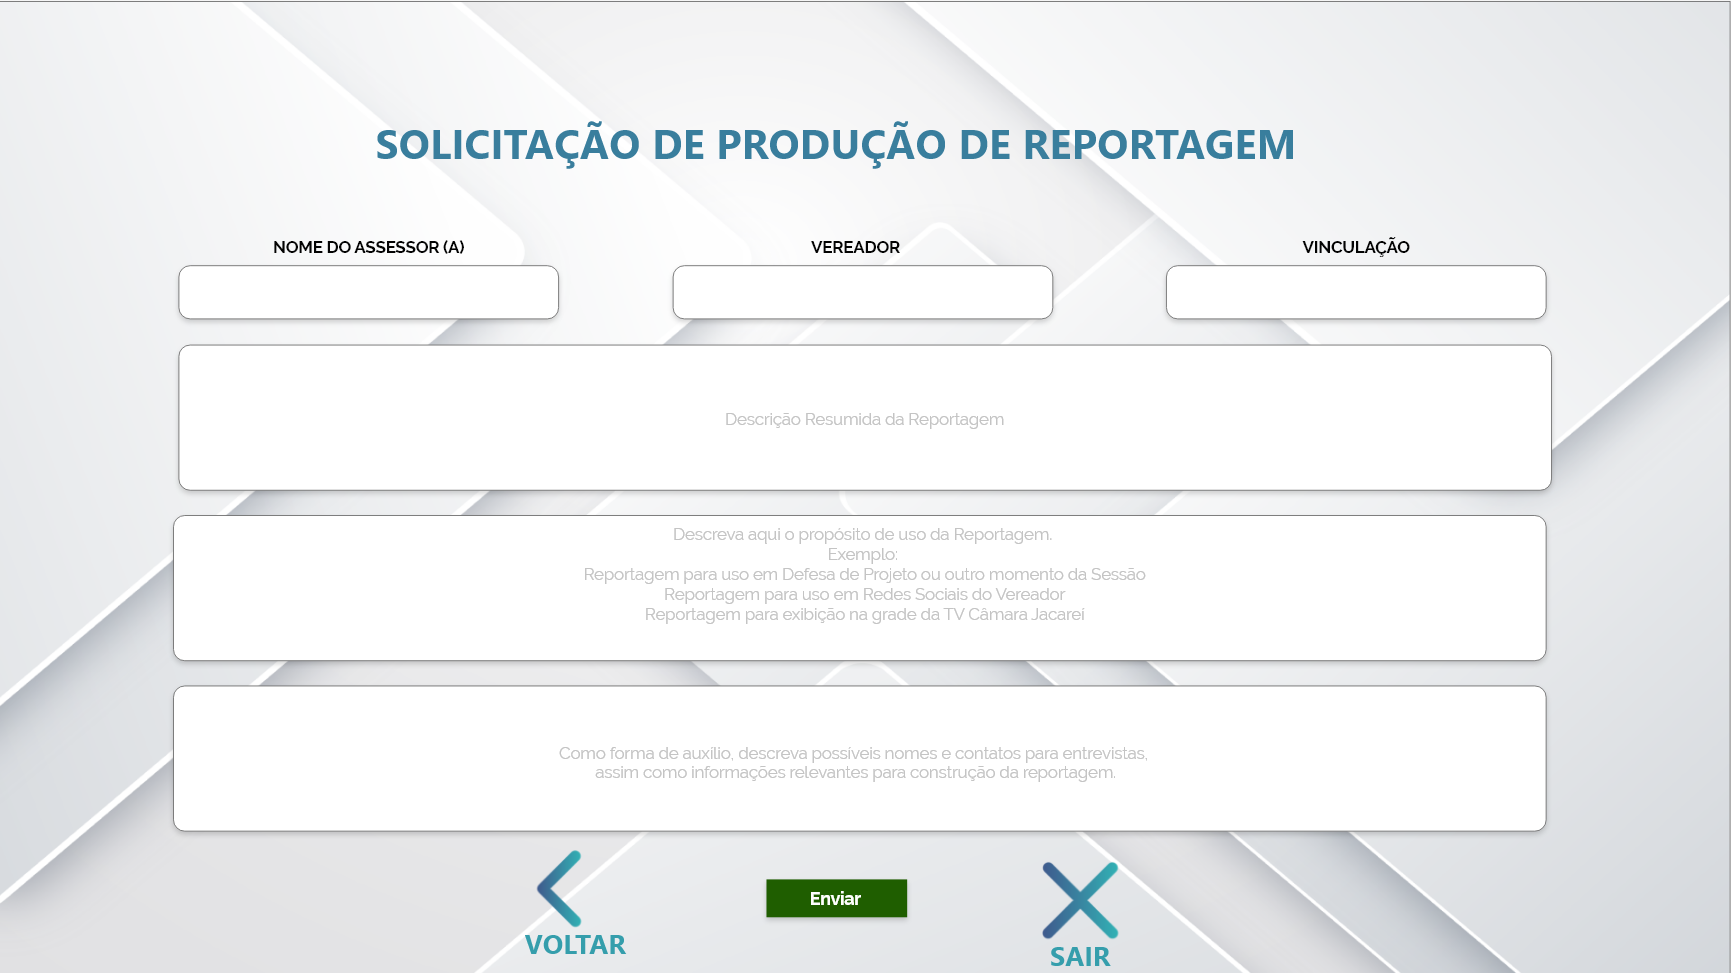 SOLICITAÇÃO DE PRODUÇÃO DE REPORTAGEM
NOME DO ASSESSOR (A)
VEREADOR
VINCULAÇÃO
Descrição Resumida da Reportagem
Descreva aqui o propósito de uso da Reportagem.
Exemplo:
Reportagem para uso em Defesa de Projeto ou outro momento da Sessão
Reportagem para uso em Redes Sociais do Vereador
Reportagem para exibição na grade da TV Câmara Jacareí
Como forma de auxílio, descreva possíveis nomes e contatos para entrevistas,
assim como informações relevantes para construção da reportagem.
Enviar
VOLTAR
SAIR